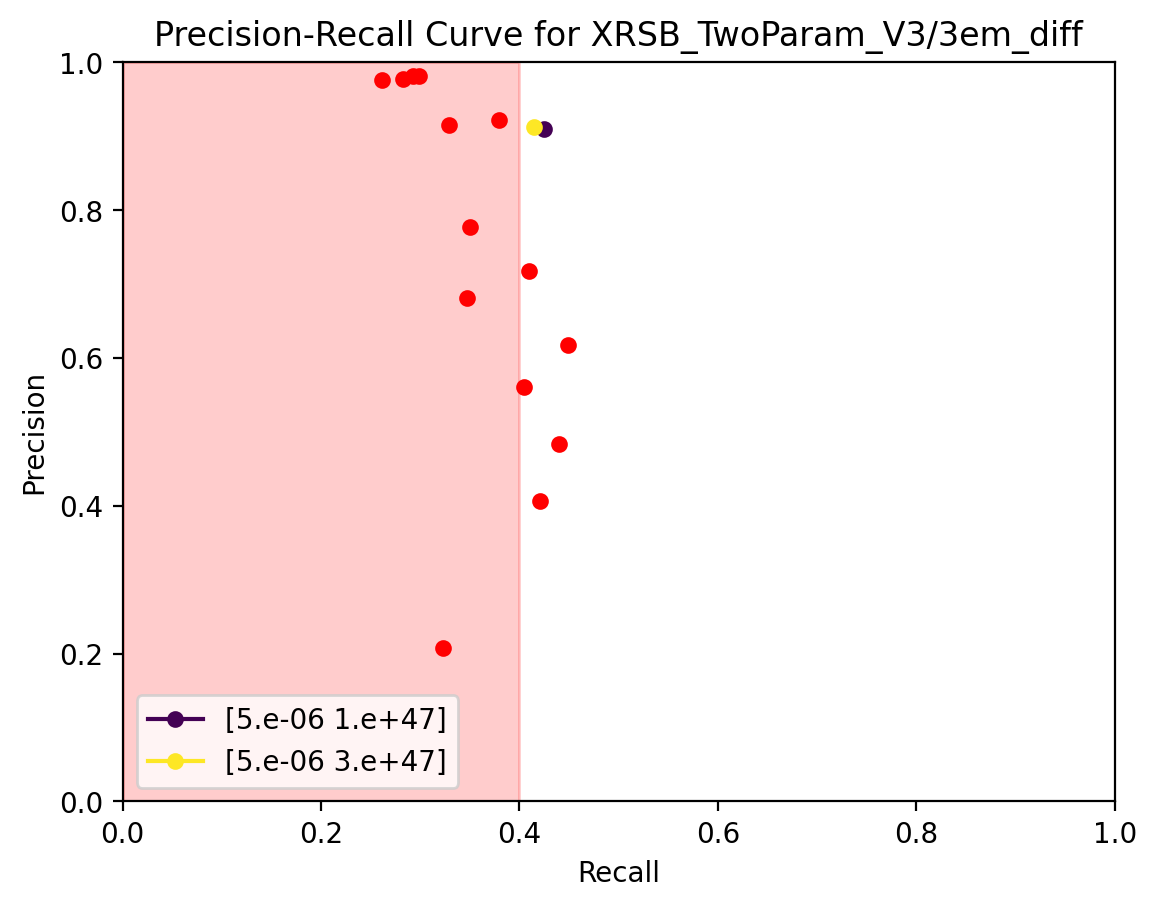 Precision-Recall Curve for XRSB_TwoParam_V3/3em_diff
1.0
0.8
0.6
0.4
0.2
0.0
Precision
[5.e-06 1.e+47]
[5.e-06 3.e+47]
0.0 0.2 0.4 0.6 0.8 1.0
Recall